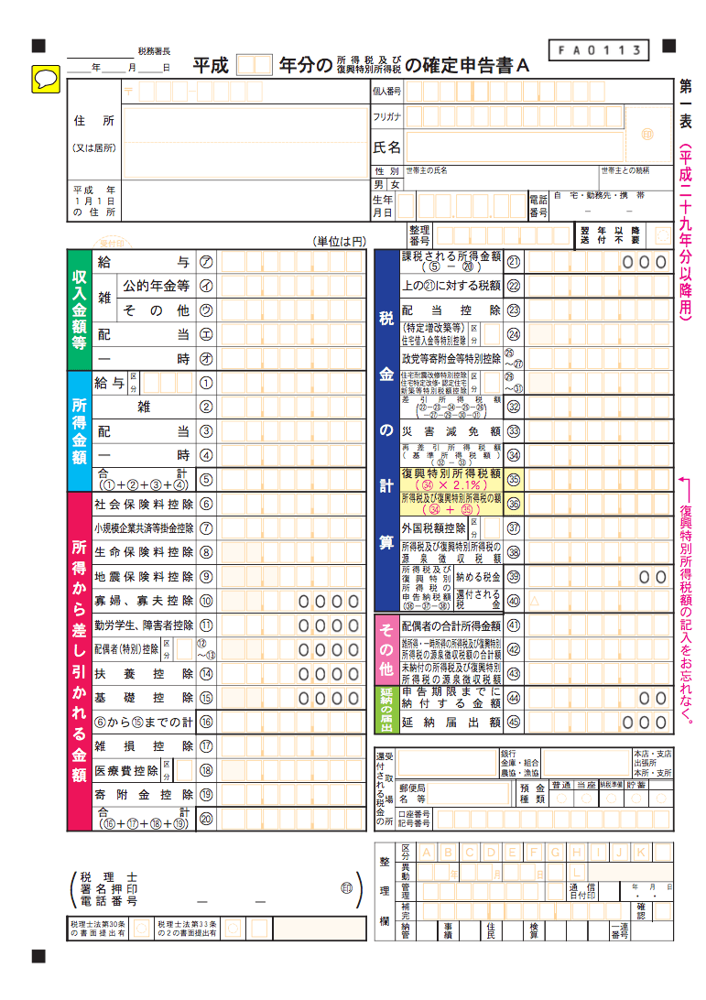 税務署長
年 月 日
平成 年分の 所得税及び復興特別所得税 の確定申告書A
FA0113
第一表
(平成二十九年分以降用)
〒
住所
(又は居所)
平成 年
1月1日
の住所
個人番号
フリガナ
氏名
印
性別
男 女
世帯主の氏名
世帯主との続柄
生年
月日
電話
番号
自宅・勤務先・携帯
― ―
受付印
(単位は円)
整理
番号
翌年以降
送付不要
収入金額等
給与 ㋐
雑
公的年金等 ㋑
その他 ㋒
配当 ㋓
一時 ㋔
所得金額
給与 区分 ①
雑 ②
配当 ③
一時 ④
合計
(①+②+③+④) ⑤
所得から差し引かれる金額
社会保険料控除 ⑥
小規模企業共済等掛金控除 ⑦
生命保険料控除 ⑧
地震保険料控除 ⑨
寡婦、寡夫控除 ⑩ 0000
勤労学生、障害者控除 ⑪ 0000
配偶者(特別)控除 区分 ⑫~⑬ 0000
扶養控除 ⑭ 0000
基礎控除 ⑮ 0000
⑥から⑮までの計 ⑯
雑損控除 ⑰
医療費控除 区分 ⑱
寄附金控除 ⑲
合計
(⑯+⑰+⑱+⑲) ⑳
税理士
署名押印
電話番号 ― ―
印
税理士法第30条
の書面提出有
税理士法第33条
の2の書面提出有
税金の計算
課税される所得金額
(⑤-⑳) ㉑ 000
上の㉑に対する税額 ㉒
配当控除 ㉓
(特定増改築等)
住宅借入金等特別控除 区分 ㉔
政党等寄附金等特別控除 ㉕~㉗
住宅耐震改修特別控除
住宅特定改修・認定住宅
新築等特別税額控除 区分 ㉙~㉛
差引所得税額
(㉒-㉓-㉔-㉕-㉖
-㉗-㉙-㉚-㉛) ㉜
災害減免額 ㉝
再差引所得税額
(基準所得税額)
(㉜-㉝) ㉞
復興特別所得税額
(㉞×2.1%) ㉟
所得税及び復興特別所得税の額
(㉞+㉟) ㊱
外国税額控除 区分 ㊲
所得税及び復興特別所得税の
源泉徴収税額 ㊳
所得税及び
復興特別
所得税の
申告納税額
(㊱-㊲-㊳)
納める税金 ㊴ 00
還付される
税金 ㊵ △
その他
配偶者の合計所得金額 ㊶
雑所得・一時所得の所得税及び復興特別
所得税の源泉徴収税額の合計額 ㊷
未納付の所得税及び復興特別
所得税の源泉徴収税額 ㊸
延納の届出
申告期限までに
納付する金額 ㊹ 00
延納届出額 ㊺ 000
復興特別所得税額の記入をお忘れなく。
還付される税金の受取場所
銀行
金庫・組合
農協・漁協
本店・支店
出張所
本所・支所
郵便局
名等
預金
種類
普通 当座 納税準備 貯蓄
口座番号
記号番号
整理欄
区分 A B C D E F G H I J K
異動 年 月 日 L
管理
通信
日付印
年 月 日
補完
確認
納管
事績
住民
検算
一連
番号